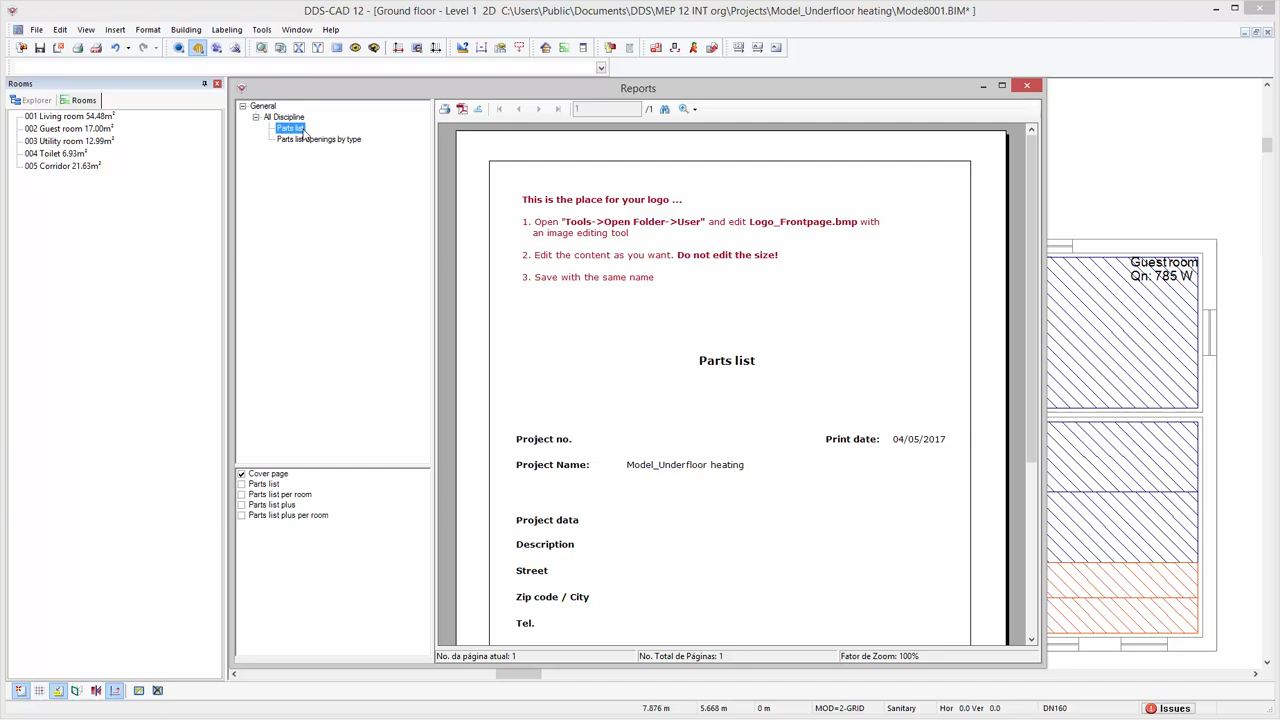 DDS-CAD 12 - [Ground floor - Level 1  2D  C:\Users\Public\Documents\DDS\MEP 12 INT org\Projects\Model_Underfloor heating\Mode8001.BIM* ]
File Edit View Insert Format Building Labeling Tools Window Help
Rooms
Explorer Rooms
001 Living room 54.48m²
002 Guest room 17.00m²
003 Utility room 12.99m²
004 Toilet 6.93m²
005 Corridor 21.63m²
Reports
General
All Discipline
Parts list
Parts list openings by type
1 /1
This is the place for your logo ...
1. Open "Tools->Open Folder->User" and edit Logo_Frontpage.bmp with
an image editing tool
2. Edit the content as you want. Do not edit the size!
3. Save with the same name
Parts list
Project no. Print date: 04/05/2017
Project Name: Model_Underfloor heating
Project data
Description
Street
Zip code / City
Tel.
Cover page
Parts list
Parts list per room
Parts list plus
Parts list plus per room
No. da página atual: 1 No. Total de Páginas: 1 Fator de Zoom: 100%
Guestroom
Qn: 785 W
7.876 m 5.668 m 0 m MOD=2-GRID Sanitary Hor 0.0 Ver 0.0 DN160 Issues